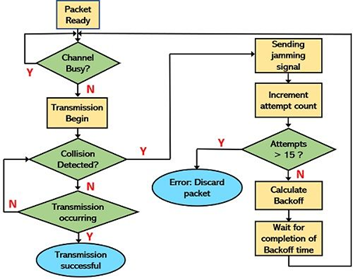 Packet
Ready
Channel
Busy?
Y
N
Transmission
Begin
Collision
Detected?
Y
N
Transmission
occurring
N
Y
Transmission
successful
Sending
jamming
signal
Increment
attempt count
Attempts
> 15 ?
Y
N
Error: Discard
packet
Calculate
Backoff
Wait for
completion of
Backoff time